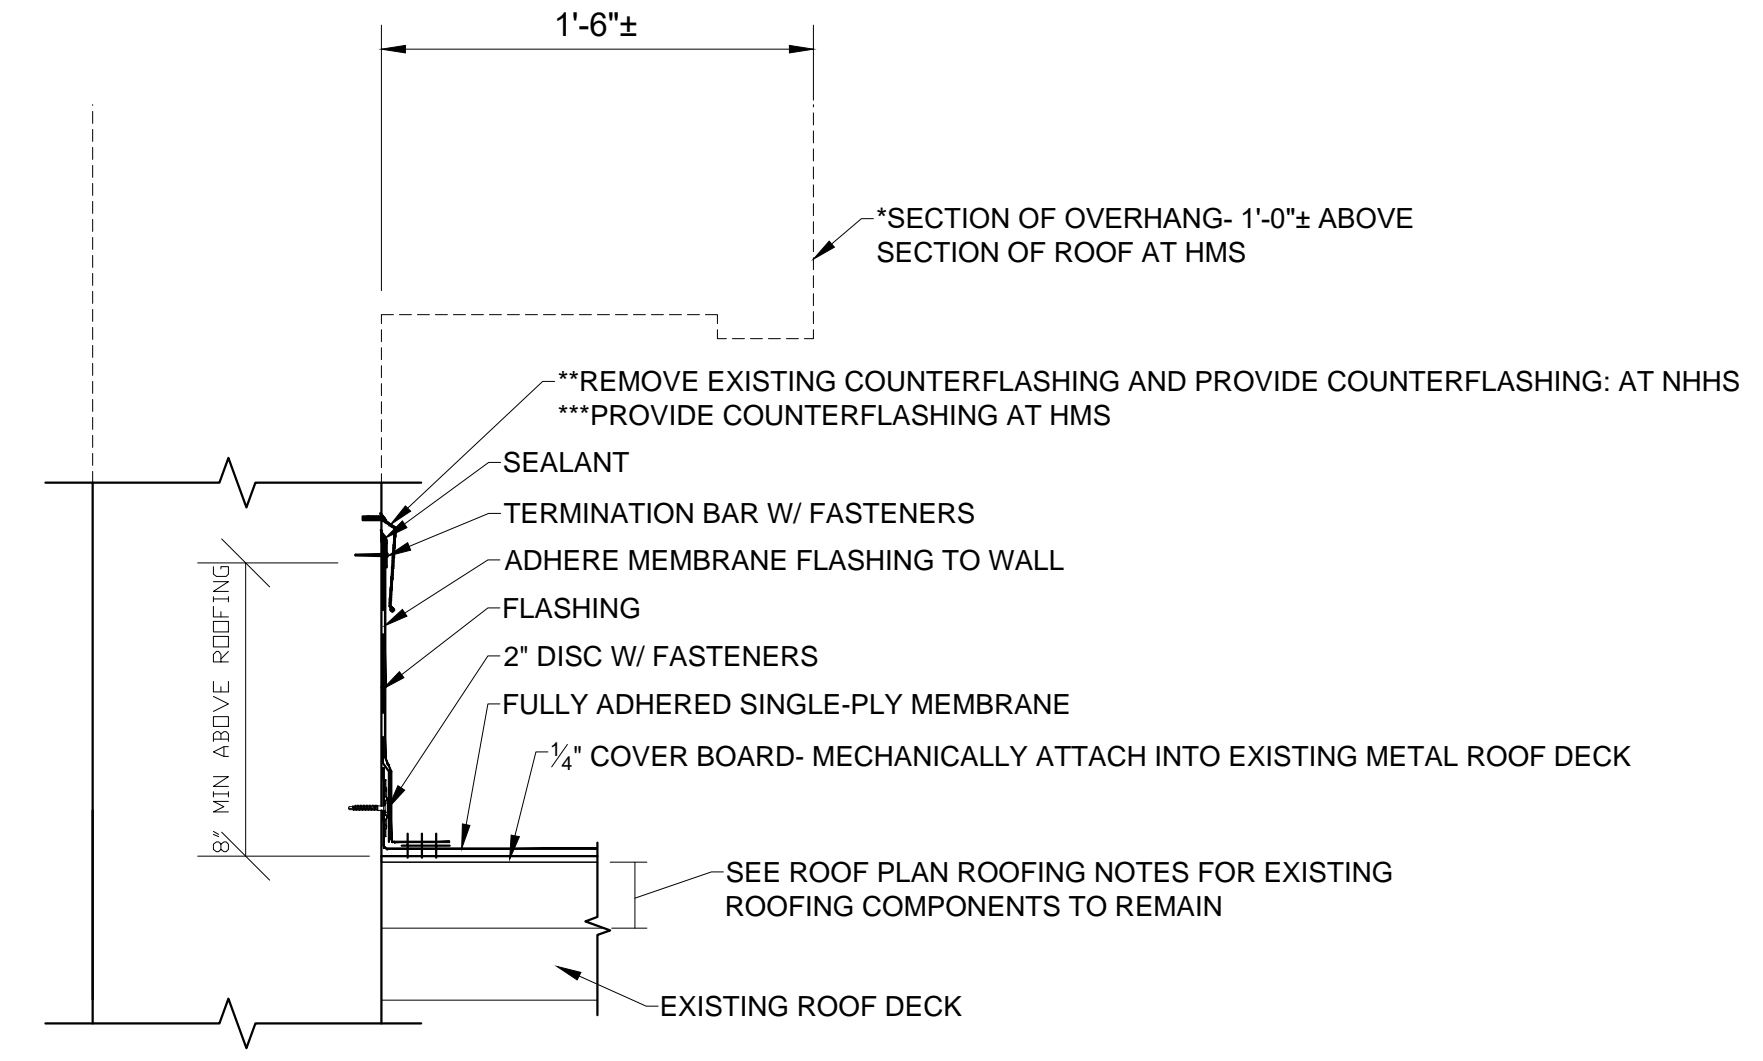 1'-6"±
*SECTION OF OVERHANG- 1'-0"± ABOVE
SECTION OF ROOF AT HMS
**REMOVE EXISTING COUNTERFLASHING AND PROVIDE COUNTERFLASHING: AT NHHS
***PROVIDE COUNTERFLASHING AT HMS
SEALANT
TERMINATION BAR W/ FASTENERS
ADHERE MEMBRANE FLASHING TO WALL
FLASHING
2" DISC W/ FASTENERS
FULLY ADHERED SINGLE-PLY MEMBRANE
¼" COVER BOARD- MECHANICALLY ATTACH INTO EXISTING METAL ROOF DECK
8" MIN ABOVE ROOFING
SEE ROOF PLAN ROOFING NOTES FOR EXISTING
ROOFING COMPONENTS TO REMAIN
EXISTING ROOF DECK